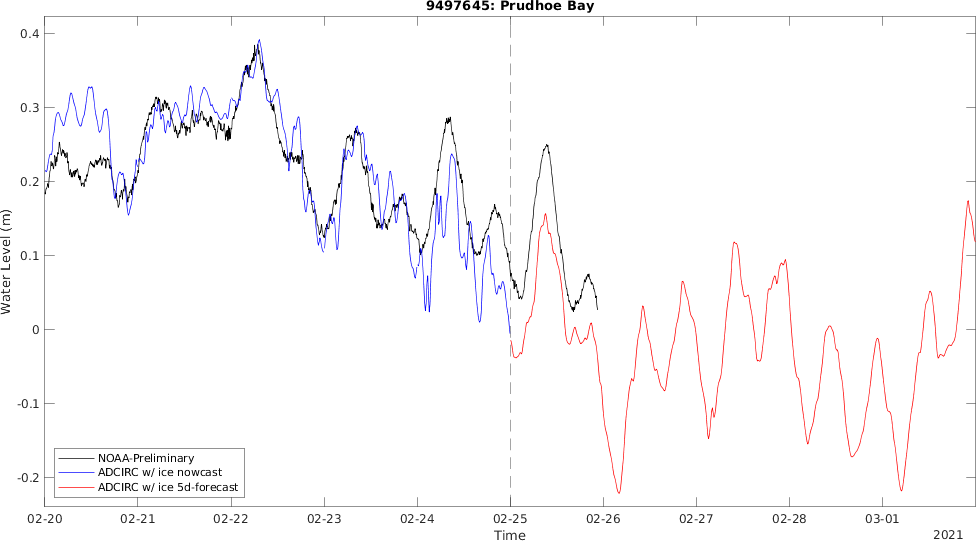 9497645: Prudhoe Bay
0.4
0.3
0.2
0.1
0
-0.1
-0.2
Water Level (m)
NOAA-Preliminary
ADCIRC w/ ice nowcast
ADCIRC w/ ice 5d-forecast
02-20 02-21 02-22 02-23 02-24 02-25 02-26 02-27 02-28 03-01
Time
2021